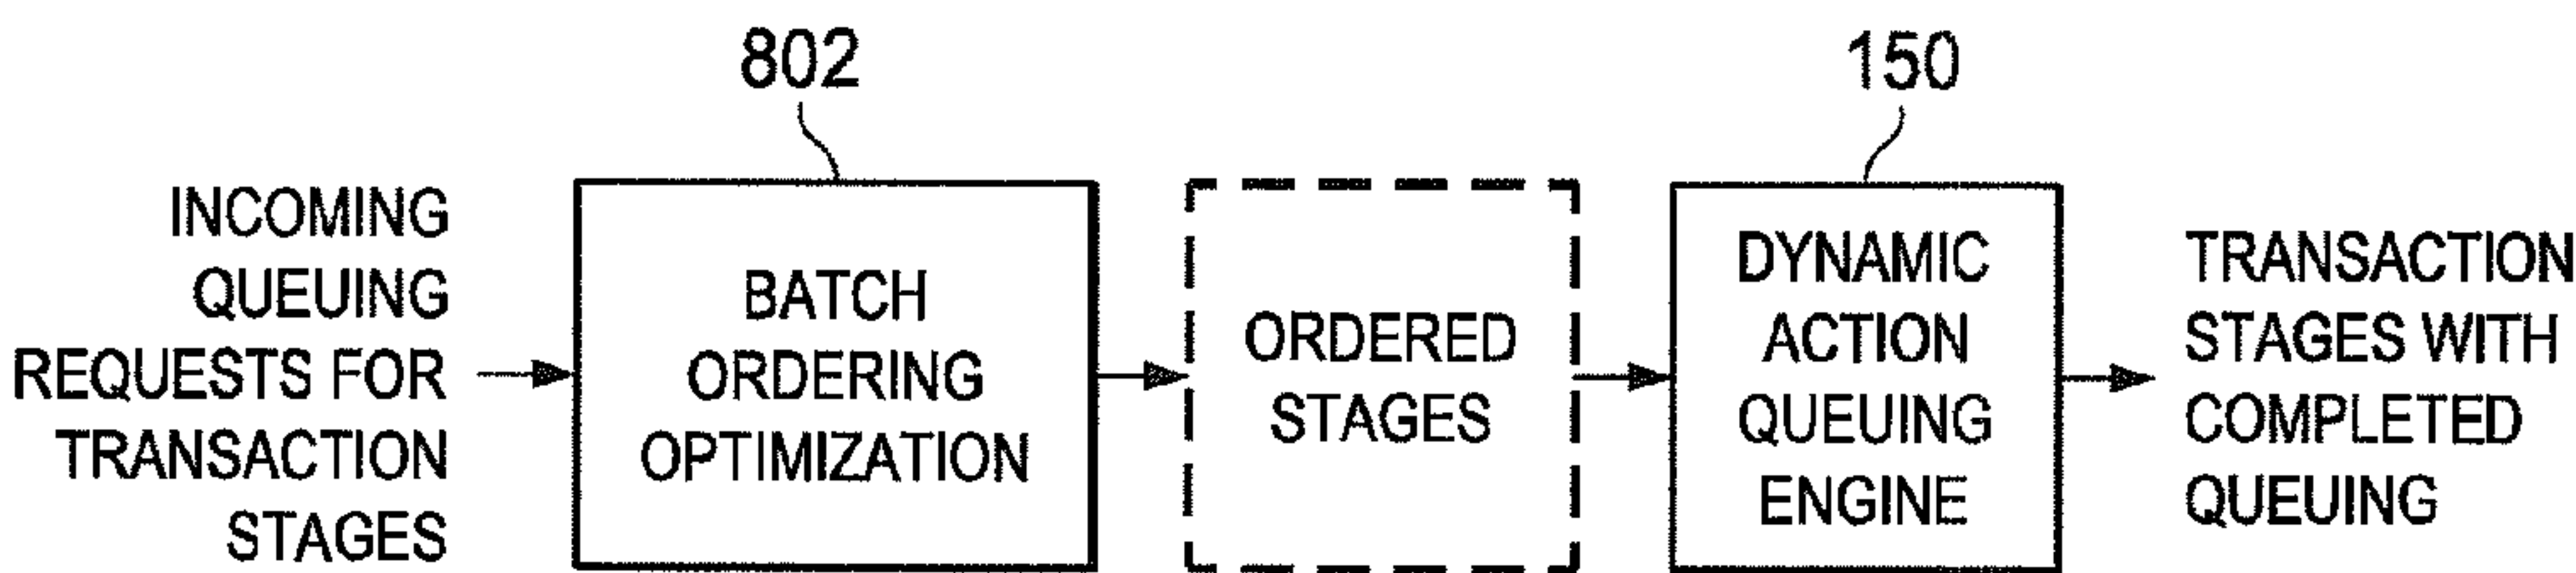 802
150
INCOMING
QUEUING
REQUESTS FOR
TRANSACTION
STAGES
BATCH
ORDERING
OPTIMIZATION
ORDERED
STAGES
DYNAMIC
ACTION
QUEUING
ENGINE
TRANSACTION
STAGES WITH
COMPLETED
QUEUING